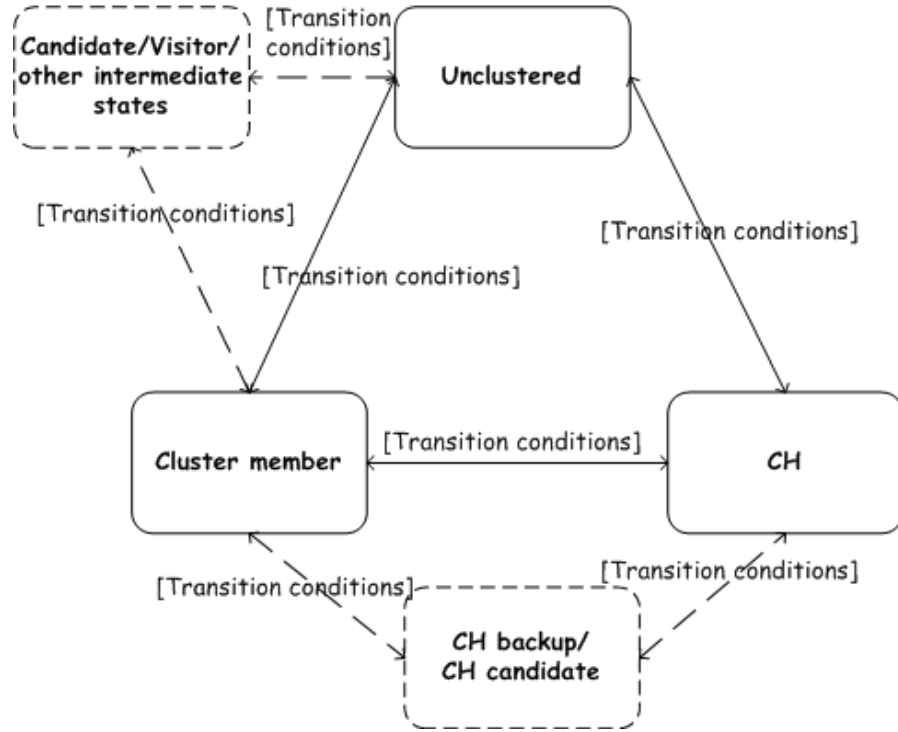 [Transition
conditions]
Candidate/Visitor/
other intermediate
states
Unclustered
[Transition conditions]
[Transition conditions]
[Transition conditions]
[Transition conditions]
Cluster member
CH
[Transition conditions]
[Transition conditions]
CH backup/
CH candidate